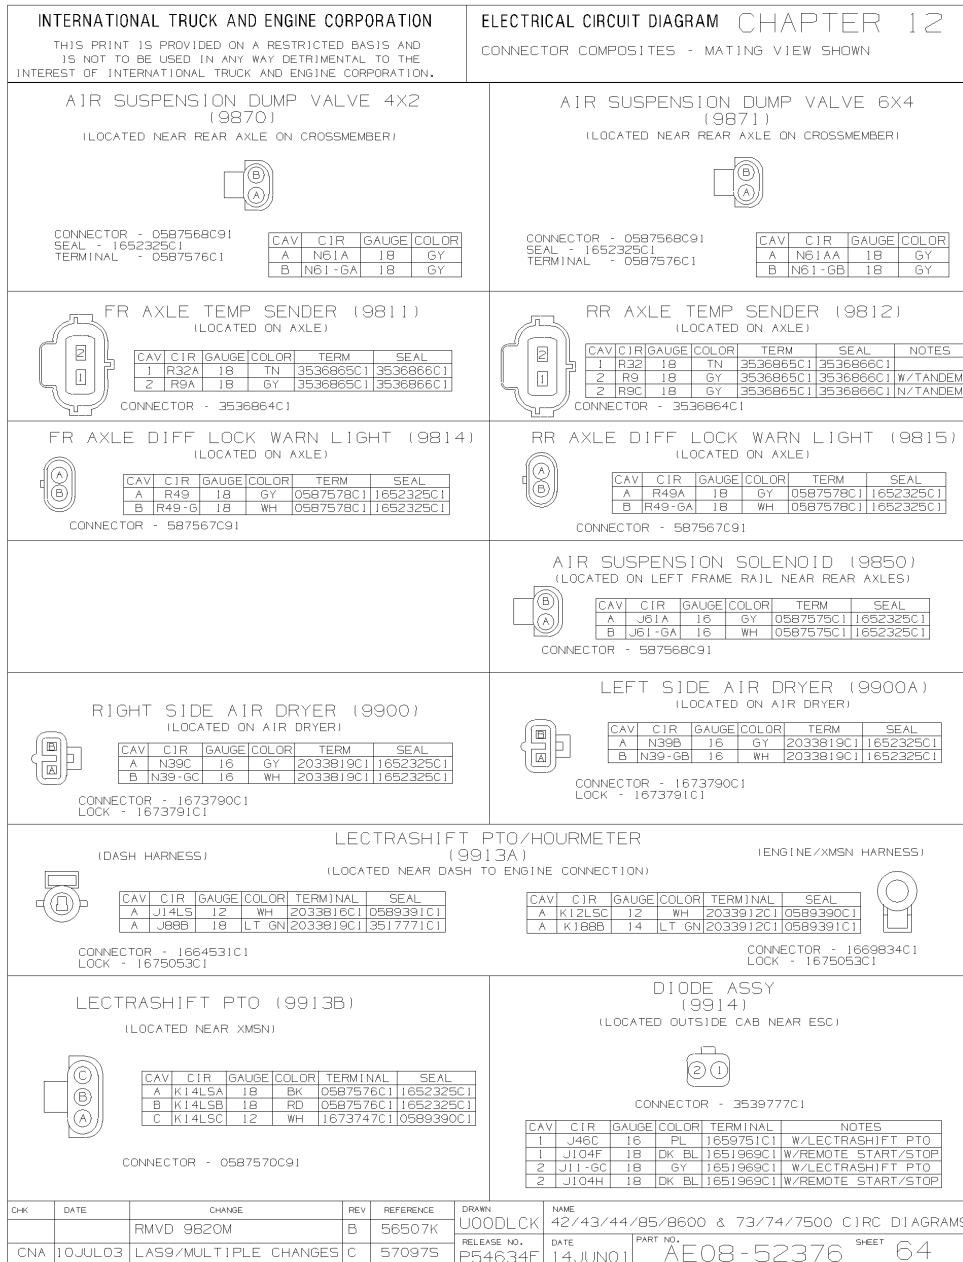 INTERNATIONAL TRUCK AND ENGINE CORPORATION
THIS PRINT IS PROVIDED ON A RESTRICTED BASIS AND
IS NOT TO BE USED IN ANY WAY DETRIMENTAL TO THE
INTEREST OF INTERNATIONAL TRUCK AND ENGINE CORPORATION.
ELECTRICAL CIRCUIT DIAGRAM CHAPTER 12
CONNECTOR COMPOSITES - MATING VIEW SHOWN
AIR SUSPENSION DUMP VALVE 4X2
(9870)
(LOCATED NEAR REAR AXLE ON CROSSMEMBER)
B
A
CONNECTOR - 0587568C91
SEAL - 1652325C1
TERMINAL - 0587576C1
CAV CIR GAUGE COLOR
A N61A 18 GY
B N61-GA 18 GY
AIR SUSPENSION DUMP VALVE 6X4
(9871)
(LOCATED NEAR REAR AXLE ON CROSSMEMBER)
B
A
CONNECTOR - 0587568C91
SEAL - 1652325C1
TERMINAL - 0587576C1
CAV CIR GAUGE COLOR
A N61AA 18 GY
B N61-GB 18 GY
FR AXLE TEMP SENDER (9811)
(LOCATED ON AXLE)
2
1
CAV CIR GAUGE COLOR TERM SEAL
1 R32A 18 TN 3536865C1 3536866C1
2 R9A 18 GY 3536865C1 3536866C1
CONNECTOR - 3536864C1
RR AXLE TEMP SENDER (9812)
(LOCATED ON AXLE)
2
1
CAV CIR GAUGE COLOR TERM SEAL NOTES
1 R32 18 TN 3536865C1 3536866C1
2 R9 18 GY 3536865C1 3536866C1 W/TANDEM
2 R9C 18 GY 3536865C1 3536866C1 N/TANDEM
CONNECTOR - 3536864C1
FR AXLE DIFF LOCK WARN LIGHT (9814)
(LOCATED ON AXLE)
A
B
CAV CIR GAUGE COLOR TERM SEAL
A R49 18 GY 0587578C1 1652325C1
B R49-G 18 WH 0587578C1 1652325C1
CONNECTOR - 587567C91
RR AXLE DIFF LOCK WARN LIGHT (9815)
(LOCATED ON AXLE)
A
B
CAV CIR GAUGE COLOR TERM SEAL
A R49A 18 GY 0587578C1 1652325C1
B R49-GA 18 WH 0587578C1 1652325C1
CONNECTOR - 587567C91
AIR SUSPENSION SOLENOID (9850)
(LOCATED ON LEFT FRAME RAIL NEAR REAR AXLES)
B
A
CAV CIR GAUGE COLOR TERM SEAL
A J61A 16 GY 0587575C1 1652325C1
B J61-GA 16 WH 0587575C1 1652325C1
CONNECTOR - 587568C91
RIGHT SIDE AIR DRYER (9900)
(LOCATED ON AIR DRYER)
B
A
CAV CIR GAUGE COLOR TERM SEAL
A N39C 16 GY 2033819C1 1652325C1
B N39-GC 16 WH 2033819C1 1652325C1
CONNECTOR - 1673790C1
LOCK - 1673791C1
LEFT SIDE AIR DRYER (9900A)
(LOCATED ON AIR DRYER)
B
A
CAV CIR GAUGE COLOR TERM SEAL
A N39B 16 GY 2033819C1 1652325C1
B N39-GB 16 WH 2033819C1 1652325C1
CONNECTOR - 1673790C1
LOCK - 1673791C1
LECTRASHIFT PTO/HOURMETER
(9913A)
(LOCATED NEAR DASH TO ENGINE CONNECTION)
(DASH HARNESS)
CAV CIR GAUGE COLOR TERMINAL SEAL
A J14LS 12 WH 2033816C1 0589391C1
A J88B 18 LT GN 2033819C1 3517771C1
CONNECTOR - 1664531C1
LOCK - 1675053C1
(ENGINE/XMSN HARNESS)
CAV CIR GAUGE COLOR TERMINAL SEAL
A K12LSC 12 WH 2033912C1 0589390C1
A K188B 14 LT GN 2033912C1 0589391C1
CONNECTOR - 1669834C1
LOCK - 1675053C1
LECTRASHIFT PTO (9913B)
(LOCATED NEAR XMSN)
C
B
A
CAV CIR GAUGE COLOR TERMINAL SEAL
A K14LSA 18 BK 0587576C1 1652325C1
B K14LSB 18 RD 0587576C1 1652325C1
C K14LSC 12 WH 1673747C1 0589390C1
CONNECTOR - 0587570C91
DIODE ASSY
(9914)
(LOCATED OUTSIDE CAB NEAR ESC)
2 1
CONNECTOR - 3539777C1
CAV CIR GAUGE COLOR TERMINAL NOTES
1 J46C 16 PL 1659751C1 W/LECTRASHIFT PTO
1 J104F 18 DK BL 1651969C1 W/REMOTE START/STOP
2 J11-GC 18 GY 1651969C1 W/LECTRASHIFT PTO
2 J104H 18 DK BL 1651969C1 W/REMOTE START/STOP
CHK DATE CHANGE REV REFERENCE
RMVD 9820M B 56507K
CNA 10JUL03 LAS9/MULTIPLE CHANGES C 57097S
DRAWN
U00DLCK
NAME
42/43/44/85/8600 & 73/74/7500 CIRC DIAGRAMS
RELEASE NO.
P54634F
DATE
14JUN01
PART NO.
AE08-52376
SHEET 64